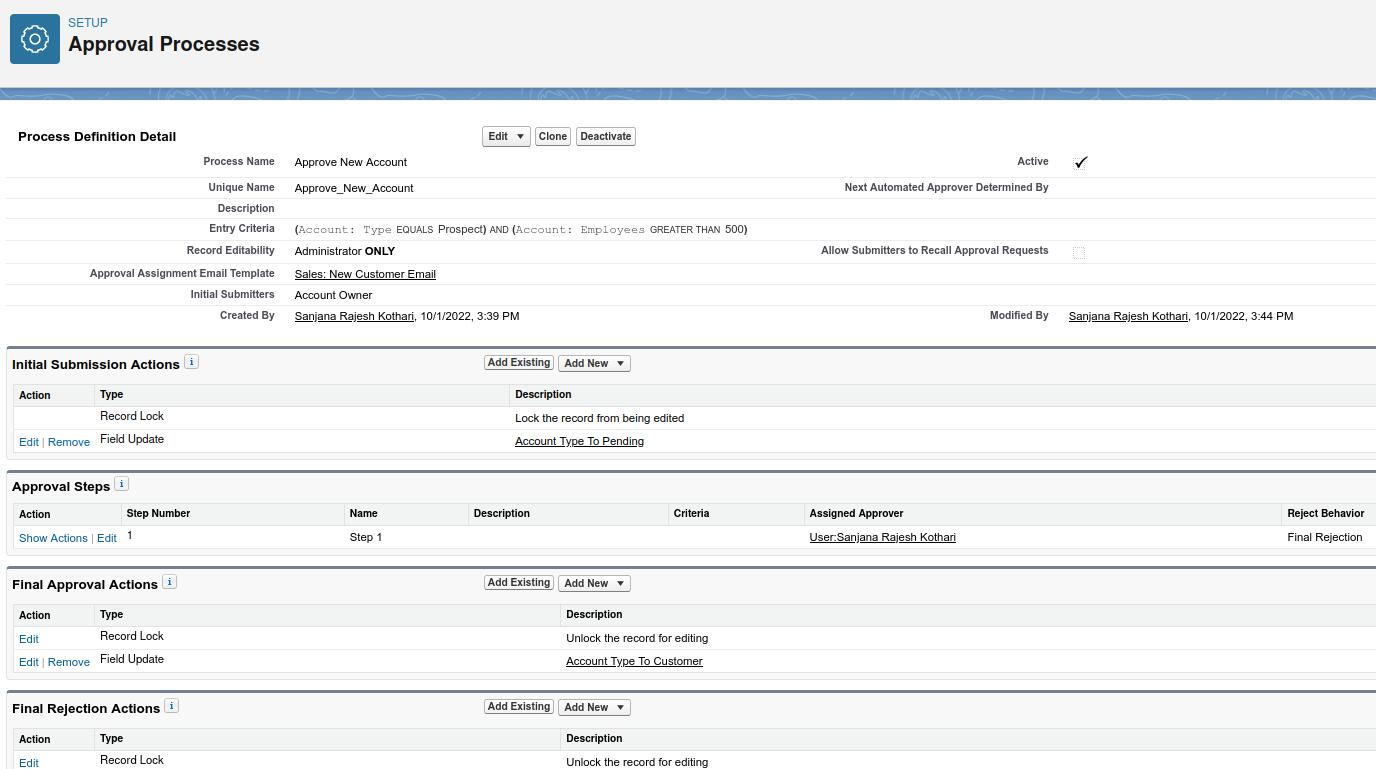 SETUP
Approval Processes
Process Definition Detail Edit Clone Deactivate
Process Name Approve New Account Active
Unique Name Approve_New_Account Next Automated Approver Determined By
Description
Entry Criteria (Account: Type EQUALS Prospect) AND (Account: Employees GREATER THAN 500)
Record Editability Administrator ONLY Allow Submitters to Recall Approval Requests
Approval Assignment Email Template Sales: New Customer Email
Initial Submitters Account Owner
Created By Sanjana Rajesh Kothari, 10/1/2022, 3:39 PM Modified By Sanjana Rajesh Kothari, 10/1/2022, 3:44 PM
Initial Submission Actions i Add Existing Add New
Action Type Description
Record Lock Lock the record from being edited
Edit | Remove Field Update Account Type To Pending
Approval Steps i
Action Step Number Name Description Criteria Assigned Approver Reject Behavior
Show Actions | Edit 1 Step 1 User:Sanjana Rajesh Kothari Final Rejection
Final Approval Actions i Add Existing Add New
Action Type Description
Edit Record Lock Unlock the record for editing
Edit | Remove Field Update Account Type To Customer
Final Rejection Actions i Add Existing Add New
Action Type Description
Edit Record Lock Unlock the record for editing